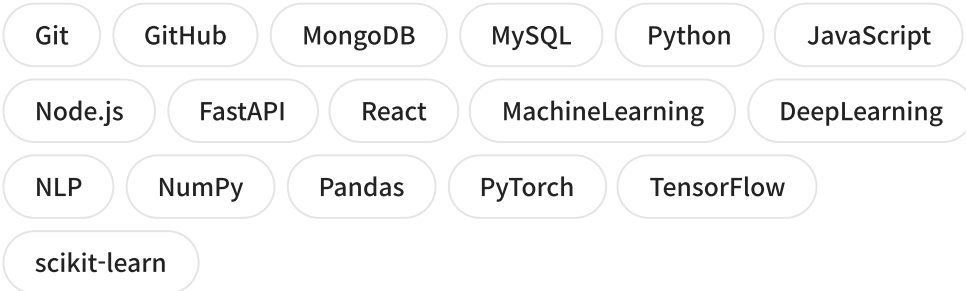 Git GitHub MongoDB MySQL Python JavaScript
Node.js FastAPI React MachineLearning DeepLearning
NLP NumPy Pandas PyTorch TensorFlow
scikit-learn